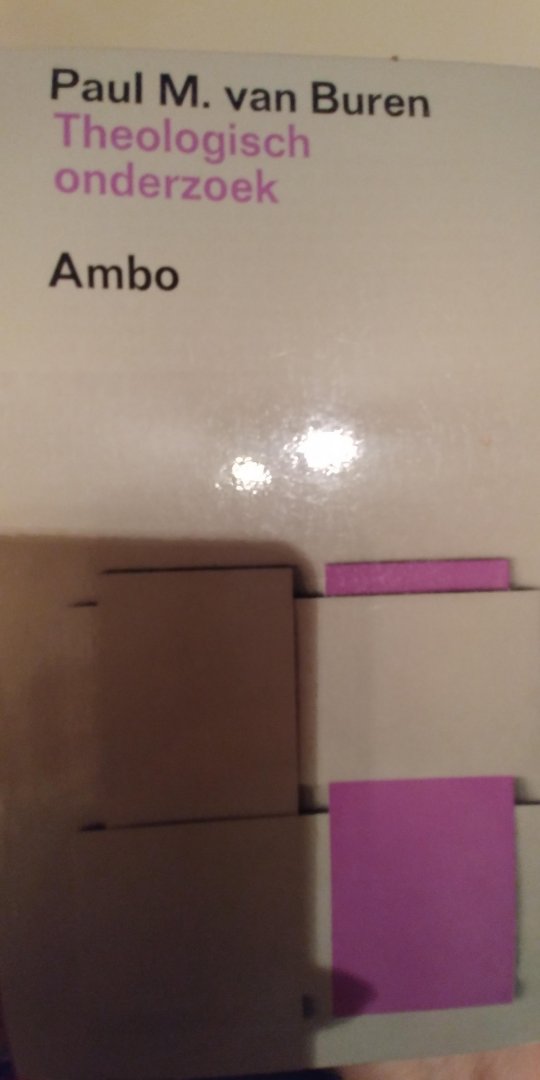 Paul M. van Buren
Theologisch
onderzoek
Ambo